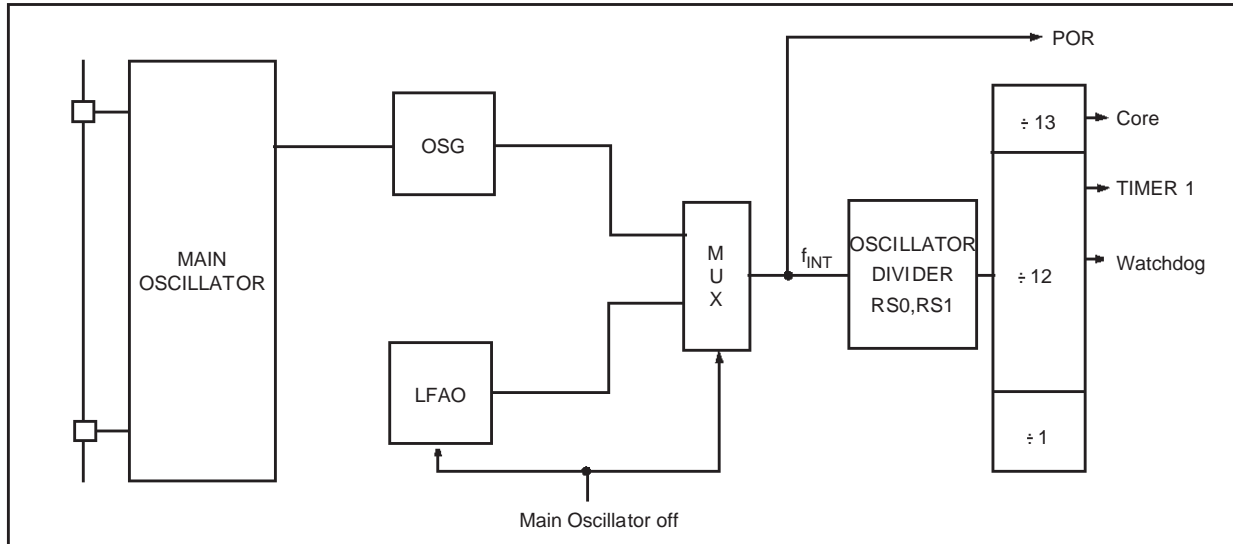 POR
÷ 13
Core
OSG
TIMER 1
MAIN
OSCILLATOR
M
U
X
f INT
OSCILLATOR
DIVIDER
RS0,RS1
÷ 12
Watchdog
LFAO
÷ 1
Main Oscillator off